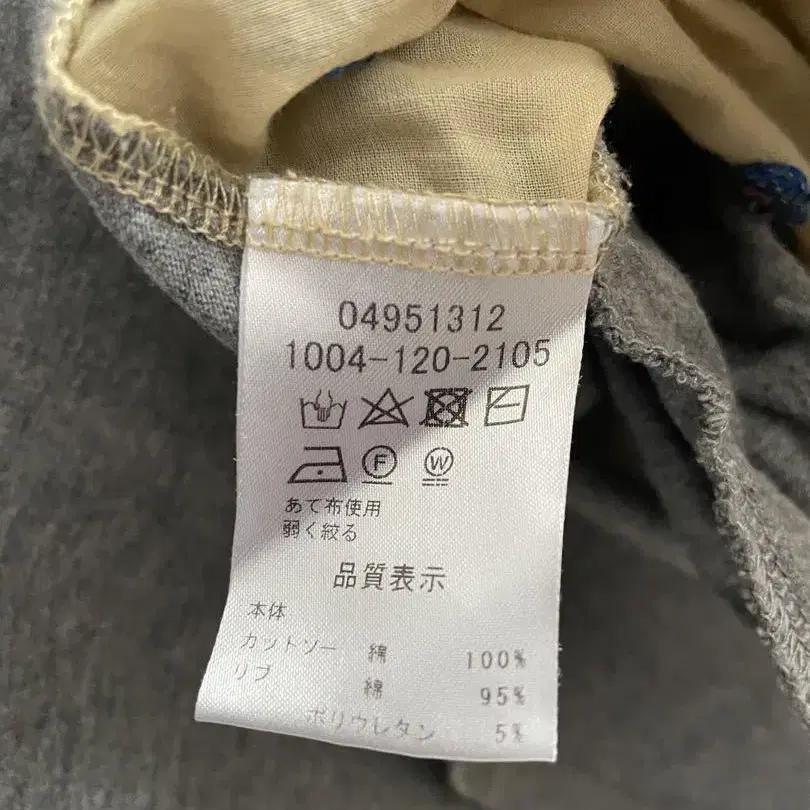 04951312
1004-120-2105
F W
あて布使用
弱く絞る
品質表示
本体
カットソー 綿 100%
リブ 綿 95%
ポリウレタン 5%